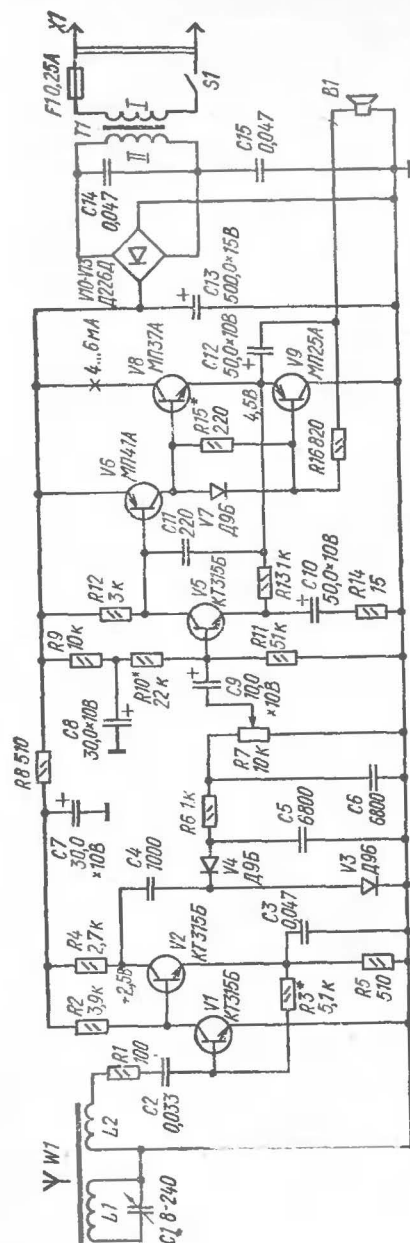 W1
L1
C1 8-240
L2
R1
100
C2
0,033
R2
3,9к
V1
КТ315Б
R4
2,7к
+2,5В
V2
КТ315Б
R3*
5,1к
R5
510
C3
0,047
C4
1000
V4
Д9Б
V3
Д9Б
C7
30,0
×10В
R8 510
R6 1к
C5
6800
C6
6800
R7
10к
C8
30,0×10В
R9
10к
R10*
22к
C9
10,0
×10В
R11
51к
R12
3к
V5
КТ315Б
R13 1к
C10
50,0×10В
R14
15
C11
220
V6
МП41А
V7
Д9Б
R15*
220
4,5В
R16 820
× 4...6мА
V8
МП37А
C12
50,0×10В
V9
МП25А
C13
500,0×15В
V10-V13
Д226Д
C14
0,047
C15
0,047
T1
II
I
F1 0,25А
S1
X1
B1